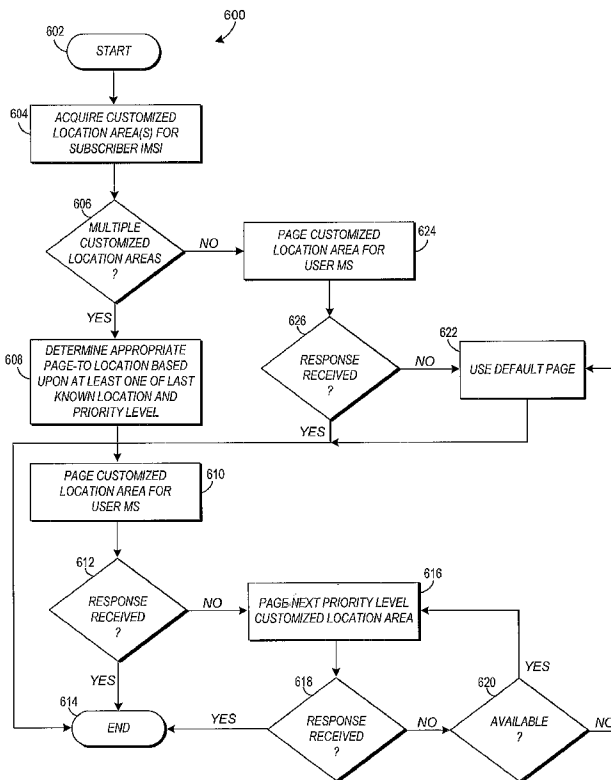 600
602
START
604
ACQUIRE CUSTOMIZED
LOCATION AREA(S) FOR
SUBSCRIBER IMSI
606
MULTIPLE
CUSTOMIZED
LOCATION AREAS
?
NO
YES
PAGE CUSTOMIZED
LOCATION AREA FOR
USER MS
624
626
RESPONSE
RECEIVED
?
NO
YES
622
USE DEFAULT PAGE
608
DETERMINE APPROPRIATE
PAGE-TO LOCATION BASED
UPON AT LEAST ONE OF LAST
KNOWN LOCATION AND
PRIORITY LEVEL
PAGE CUSTOMIZED
LOCATION AREA FOR
USER MS
610
612
RESPONSE
RECEIVED
?
NO
YES
PAGE NEXT PRIORITY LEVEL
CUSTOMIZED LOCATION AREA
616
614
END
618
RESPONSE
RECEIVED
?
YES
NO
620
AVAILABLE
?
YES
NO